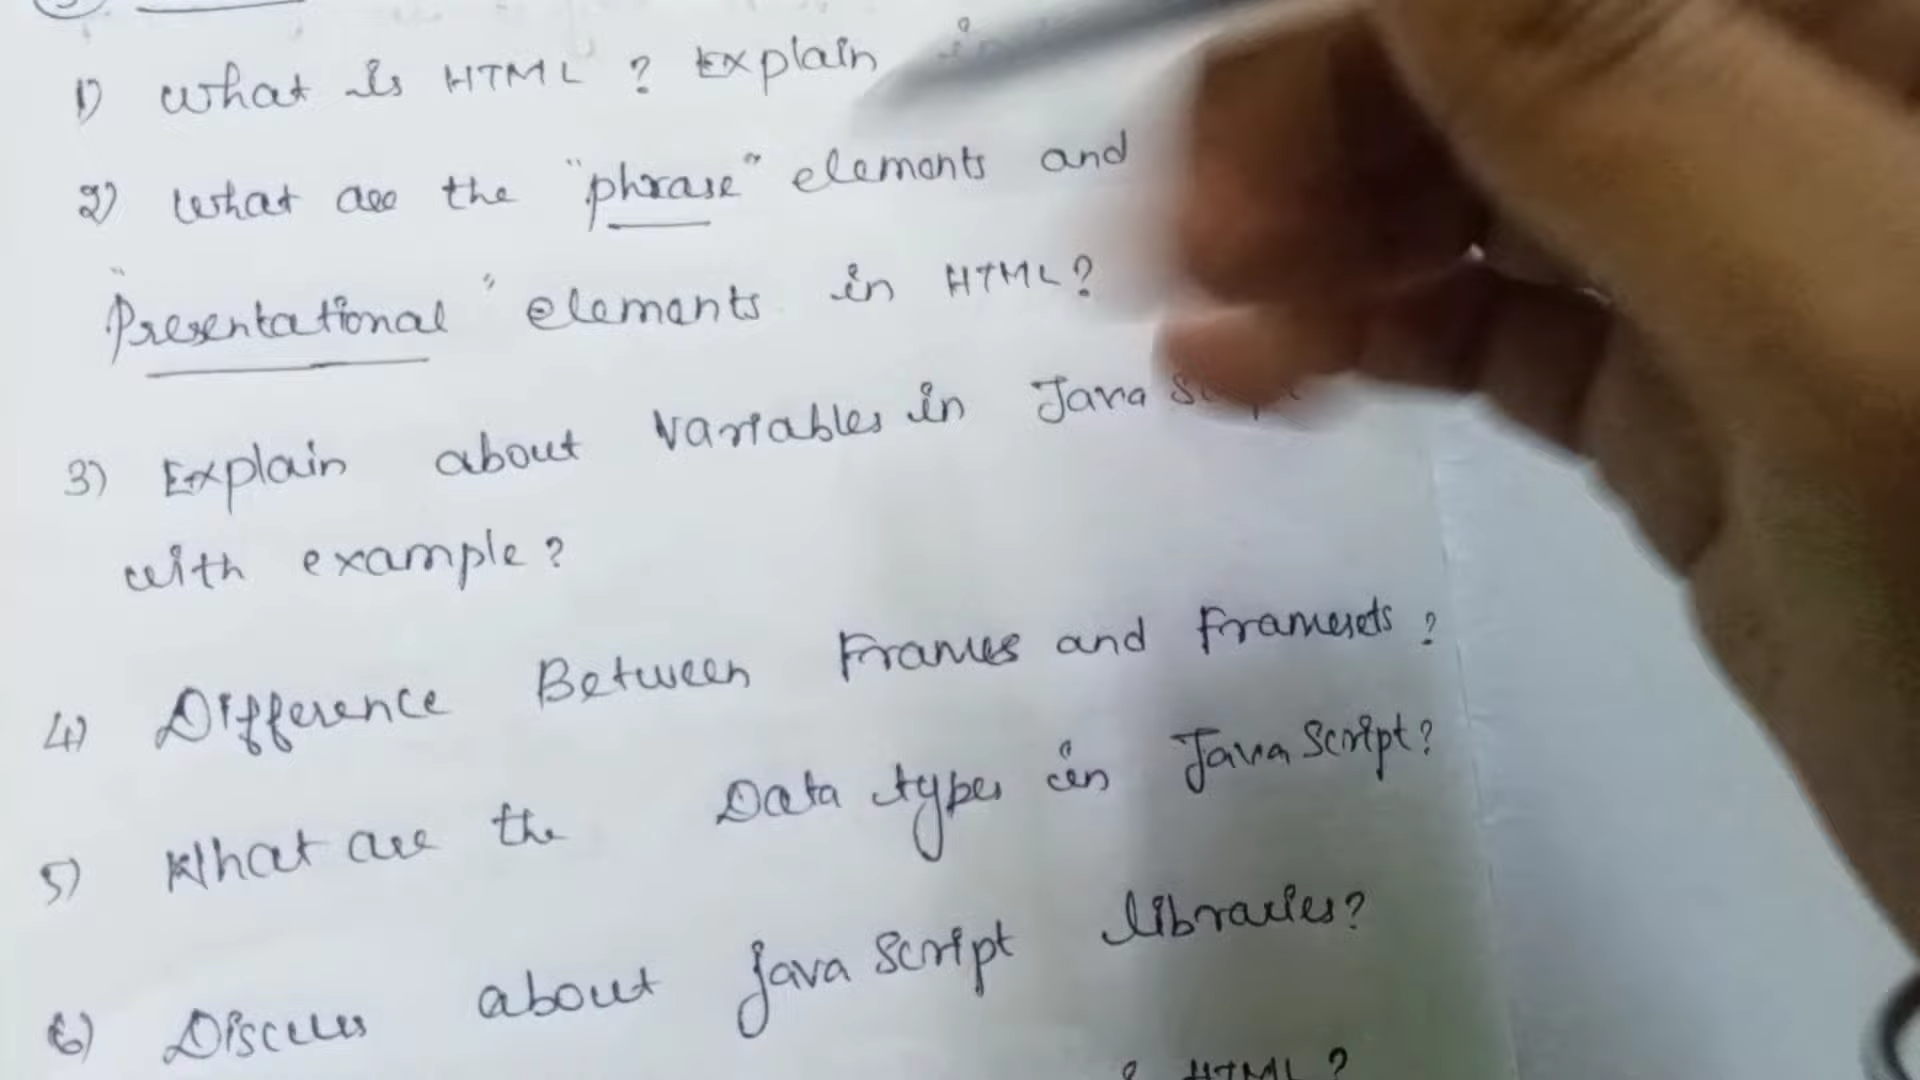 1) What is HTML ? Explain in
2) What are the "phrase" elements and
"Presentational" elements in HTML?
3) Explain about Variables in Java
with example?
4) Difference Between Frames and Framesets ?
5) What are the Data types in Java Script?
6) Discuss about Java Script libraries?
HTML ?